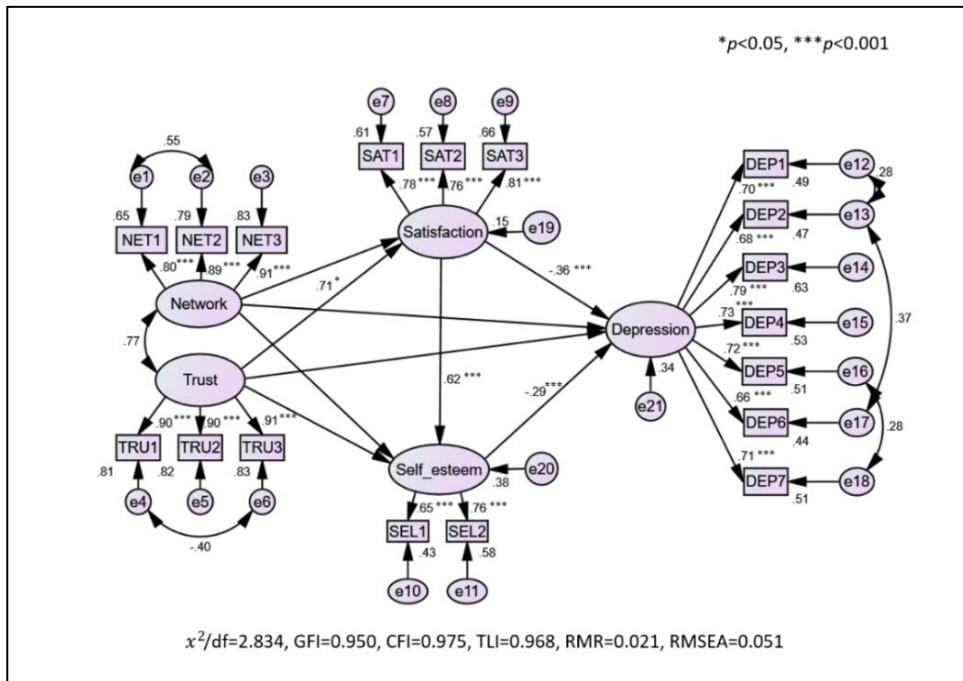 *p<0.05, ***p<0.001
e7 e8 e9
.61 .57 .66
SAT1 SAT2 SAT3
.78*** .76*** .81***
.55
e1 e2 e3
.65 .79 .83
NET1 NET2 NET3
.80*** .89*** .91***
Satisfaction .15 e19
Network
.71*
-.36***
.77
Trust
.62***
-.29***
.90*** .90*** .91***
TRU1 TRU2 TRU3
.81 .82 .83
e4 e5 e6
-.40
Self_esteem .38 e20
.65*** .76***
SEL1 SEL2
.43 .58
e10 e11
Depression
.34
e21
DEP1 e12 .28
.70*** .49
DEP2 e13
.68*** .47
DEP3 e14
.79*** .63
.37
.73*** DEP4 e15
.53
.72*** DEP5 e16
.51
.66*** DEP6 e17
.44
.28
.71*** DEP7 e18
.51
x²/df=2.834, GFI=0.950, CFI=0.975, TLI=0.968, RMR=0.021, RMSEA=0.051